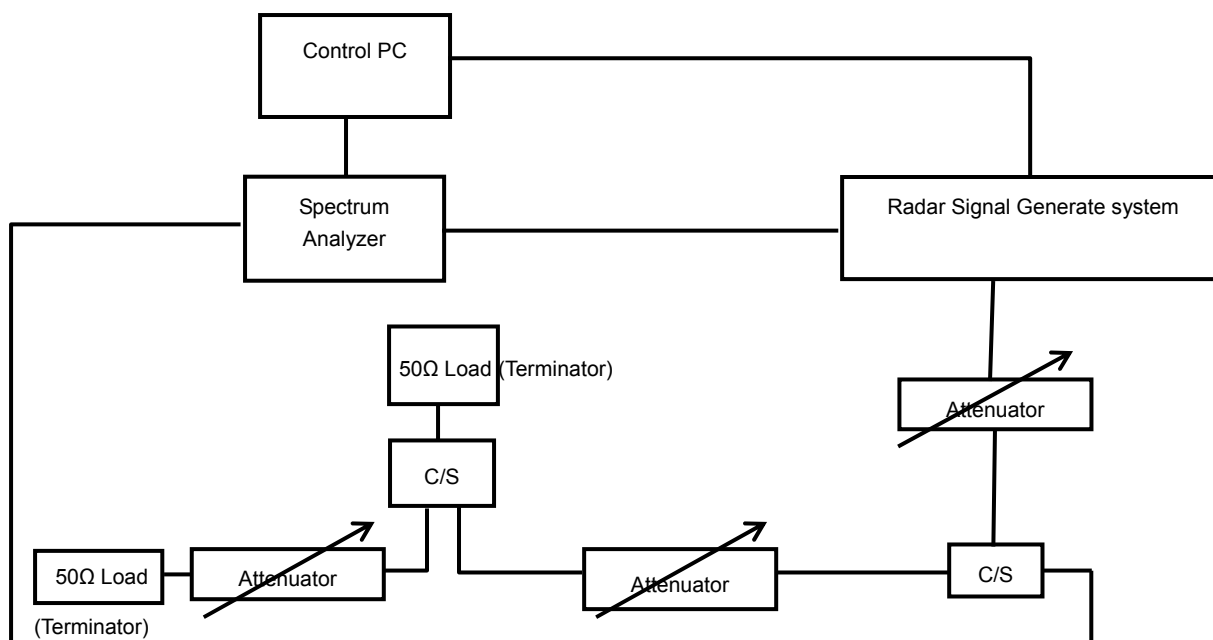 Control PC
Spectrum
Analyzer
Radar Signal Generate system
50Ω Load (Terminator)
Attenuator
C/S
50Ω Load
(Terminator)
Attenuator
Attenuator
C/S